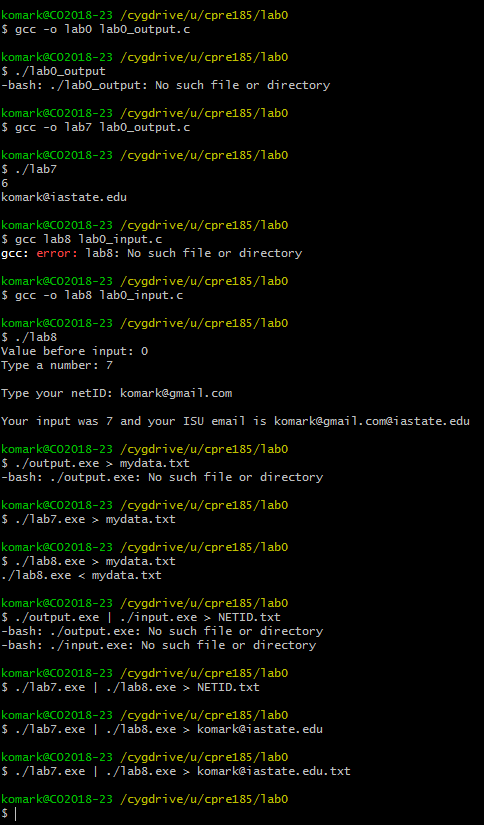 komark@CO2018-23 /cygdrive/u/cpre185/lab0
$ gcc -o lab0 lab0_output.c
komark@CO2018-23 /cygdrive/u/cpre185/lab0
$ ./lab0_output
-bash: ./lab0_output: No such file or directory
komark@CO2018-23 /cygdrive/u/cpre185/lab0
$ gcc -o lab7 lab0_output.c
komark@CO2018-23 /cygdrive/u/cpre185/lab0
$ ./lab7
6
komark@iastate.edu
komark@CO2018-23 /cygdrive/u/cpre185/lab0
$ gcc lab8 lab0_input.c
gcc: error: lab8: No such file or directory
komark@CO2018-23 /cygdrive/u/cpre185/lab0
$ gcc -o lab8 lab0_input.c
komark@CO2018-23 /cygdrive/u/cpre185/lab0
$ ./lab8
Value before input: 0
Type a number: 7
Type your netID: komark@gmail.com
Your input was 7 and your ISU email is komark@gmail.com@iastate.edu
komark@CO2018-23 /cygdrive/u/cpre185/lab0
$ ./output.exe > mydata.txt
-bash: ./output.exe: No such file or directory
komark@CO2018-23 /cygdrive/u/cpre185/lab0
$ ./lab7.exe > mydata.txt
komark@CO2018-23 /cygdrive/u/cpre185/lab0
$ ./lab8.exe > mydata.txt
./lab8.exe < mydata.txt
komark@CO2018-23 /cygdrive/u/cpre185/lab0
$ ./output.exe | ./input.exe > NETID.txt
-bash: ./output.exe: No such file or directory
-bash: ./input.exe: No such file or directory
komark@CO2018-23 /cygdrive/u/cpre185/lab0
$ ./lab7.exe | ./lab8.exe > NETID.txt
komark@CO2018-23 /cygdrive/u/cpre185/lab0
$ ./lab7.exe | ./lab8.exe > komark@iastate.edu
komark@CO2018-23 /cygdrive/u/cpre185/lab0
$ ./lab7.exe | ./lab8.exe > komark@iastate.edu.txt
komark@CO2018-23 /cygdrive/u/cpre185/lab0
$